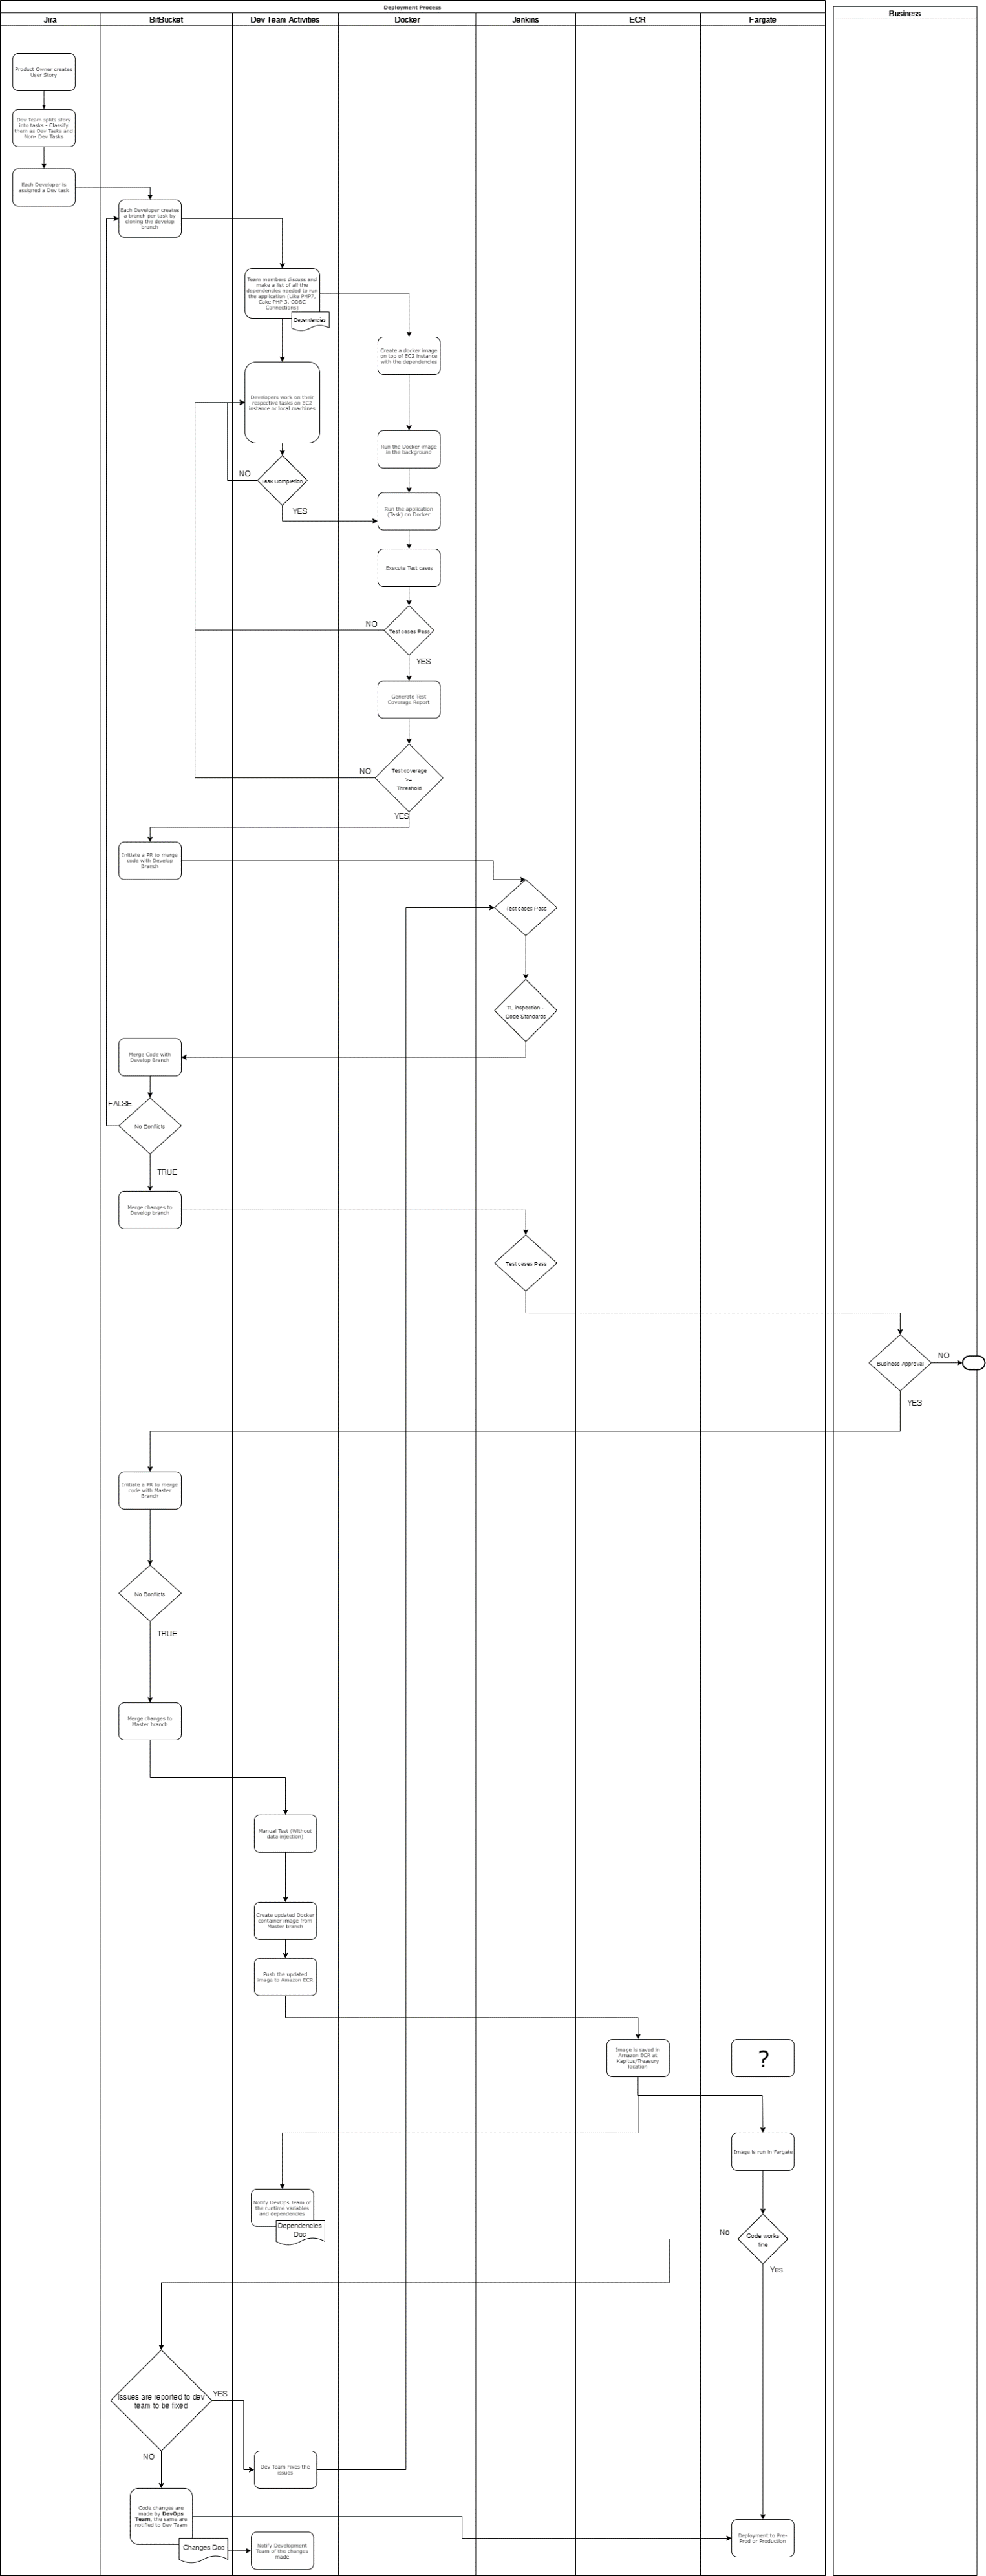 Deployment Process
Jira
BitBucket
Dev Team Activities
Docker
Jenkins
ECR
Fargate
Business
Product Owner creates
User Story
Dev Team splits story
into tasks - Classify
them as Dev Tasks and
Non- Dev Tasks
Each Developer is
assigned a Dev task
Each Developer creates
a branch per task by
cloning the develop
branch
Team members discuss and
make a list of all the
dependencies needed to run
the application (Like PHP7,
Cake PHP 3, ODBC
Connections)
Dependencies
Create a docker image
on top of EC2 instance
with the dependencies
Developers work on their
respective tasks on EC2
instance or local machines
Run the Docker image
in the background
NO
Task Completion
YES
Run the application
(Task) on Docker
Execute Test cases
NO
Test cases Pass
YES
Generate Test
Coverage Report
NO
Test coverage
>=
Threshold
YES
Initiate a PR to merge
code with Develop
Branch
Test cases Pass
TL inspection -
Code Standards
Merge Code with
Develop Branch
FALSE
No Conflicts
TRUE
Merge changes to
Develop branch
Test cases Pass
Business Approval
NO
YES
Initiate a PR to merge
code with Master
Branch
No Conflicts
TRUE
Merge changes to
Master branch
Manual Test (Without
data injection)
Create updated Docker
container image from
Master branch
Push the updated
image to Amazon ECR
Image is saved in
Amazon ECR at
Kapitus/Treasury
location
?
Image is run in Fargate
Notify DevOps Team of
the runtime variables
and dependencies
Dependencies
Doc
No
Code works
fine
Yes
Issues are reported to dev
team to be fixed
YES
NO
Dev Team Fixes the
issues
Code changes are
made by DevOps
Team, the same are
notified to Dev Team
Changes Doc
Notify Development
Team of the changes
made
Deployment to Pre-
Prod or Production